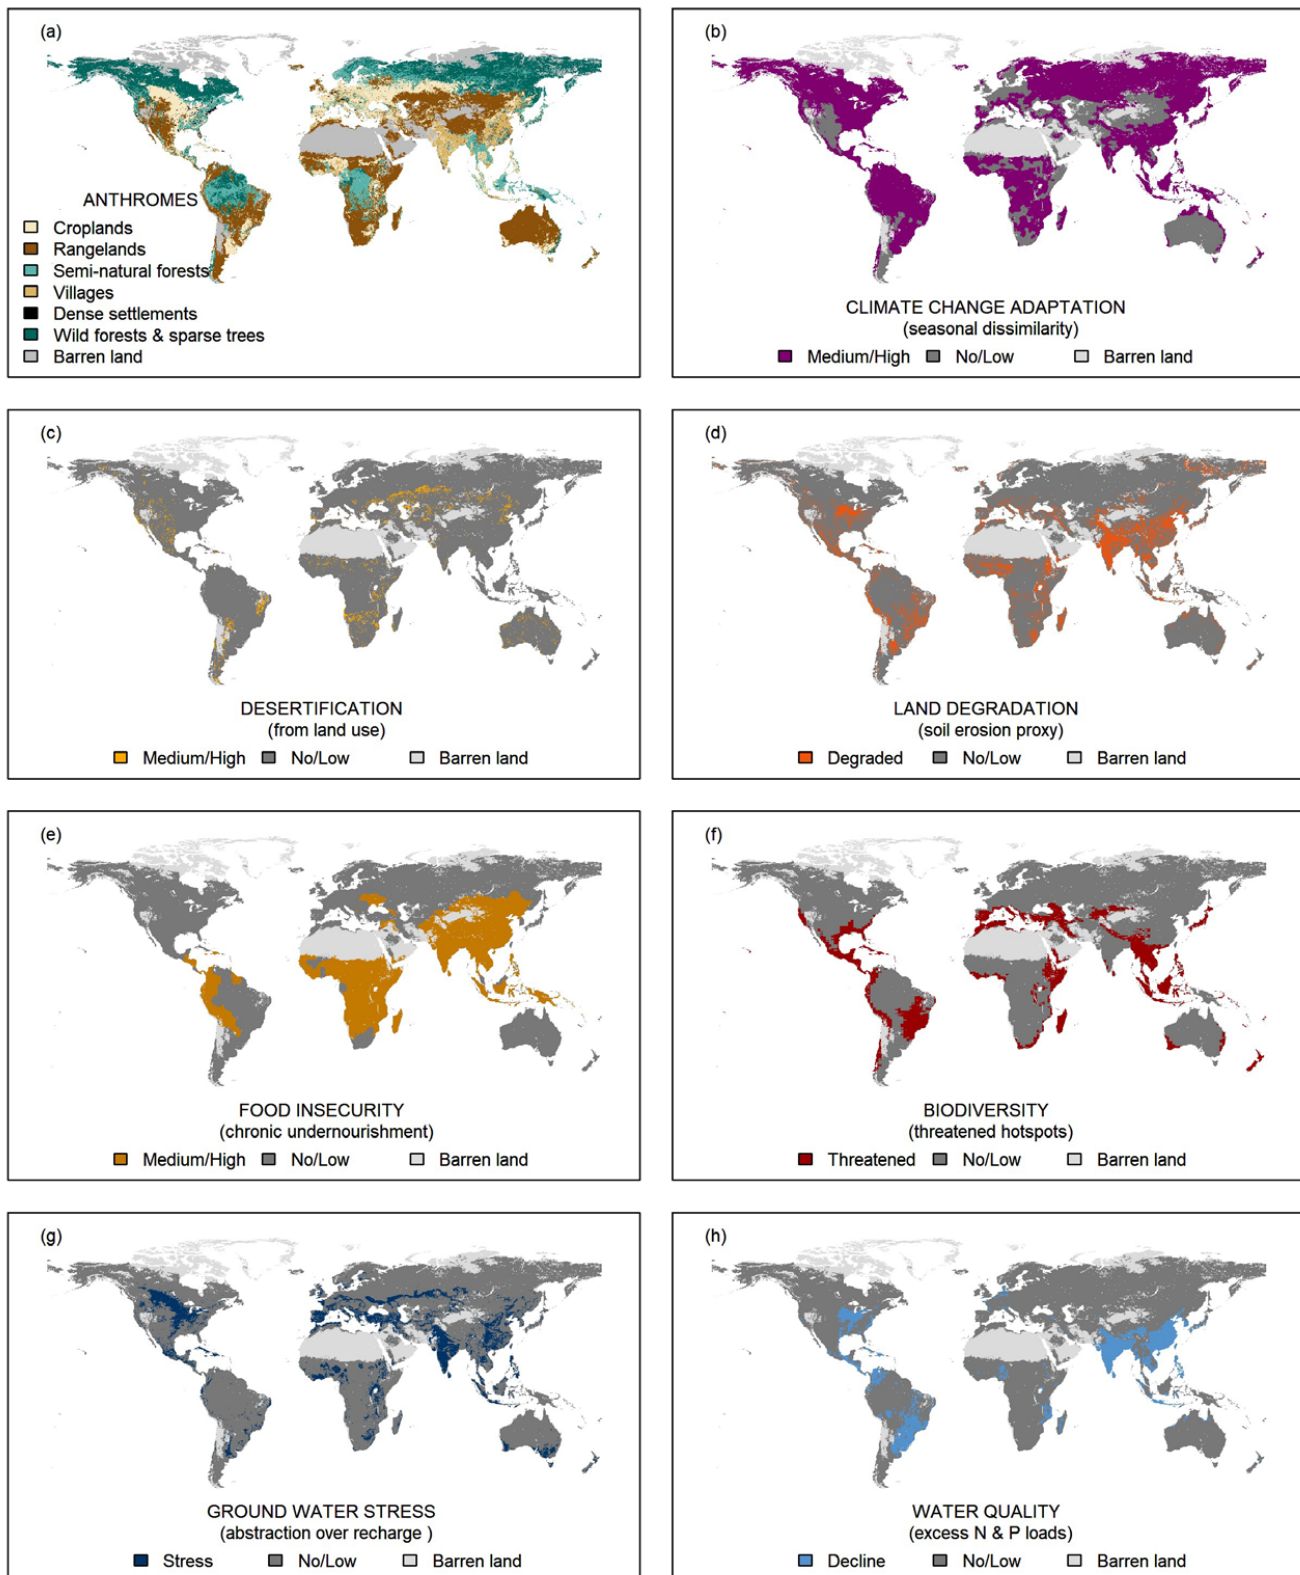 (a)
ANTHROMES
Croplands
Rangelands
Semi-natural forests
Villages
Dense settlements
Wild forests & sparse trees
Barren land
(b)
CLIMATE CHANGE ADAPTATION
(seasonal dissimilarity)
Medium/High No/Low Barren land
(c)
DESERTIFICATION
(from land use)
Medium/High No/Low Barren land
(d)
LAND DEGRADATION
(soil erosion proxy)
Degraded No/Low Barren land
(e)
FOOD INSECURITY
(chronic undernourishment)
Medium/High No/Low Barren land
(f)
BIODIVERSITY
(threatened hotspots)
Threatened No/Low Barren land
(g)
GROUND WATER STRESS
(abstraction over recharge )
Stress No/Low Barren land
(h)
WATER QUALITY
(excess N & P loads)
Decline No/Low Barren land